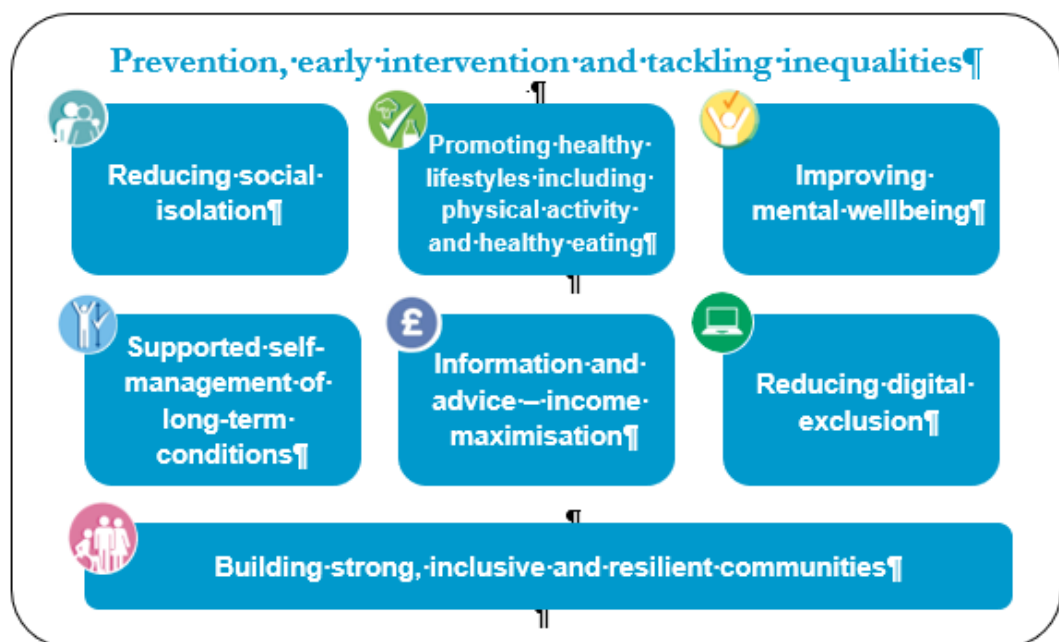 Prevention,·early·intervention·and·tackling·inequalities¶
·¶
Reducing·social·
isolation¶
Promoting·healthy·
lifestyles·including·
physical·activity·
and·healthy·eating¶
Improving·
mental·wellbeing¶
¶
Supported·self-
management·of·
long-term·
conditions¶
£
Information·and·
advice·–·income·
maximisation¶
Reducing·digital·
exclusion¶
¶
Building·strong,·inclusive·and·resilient·communities¶
¶